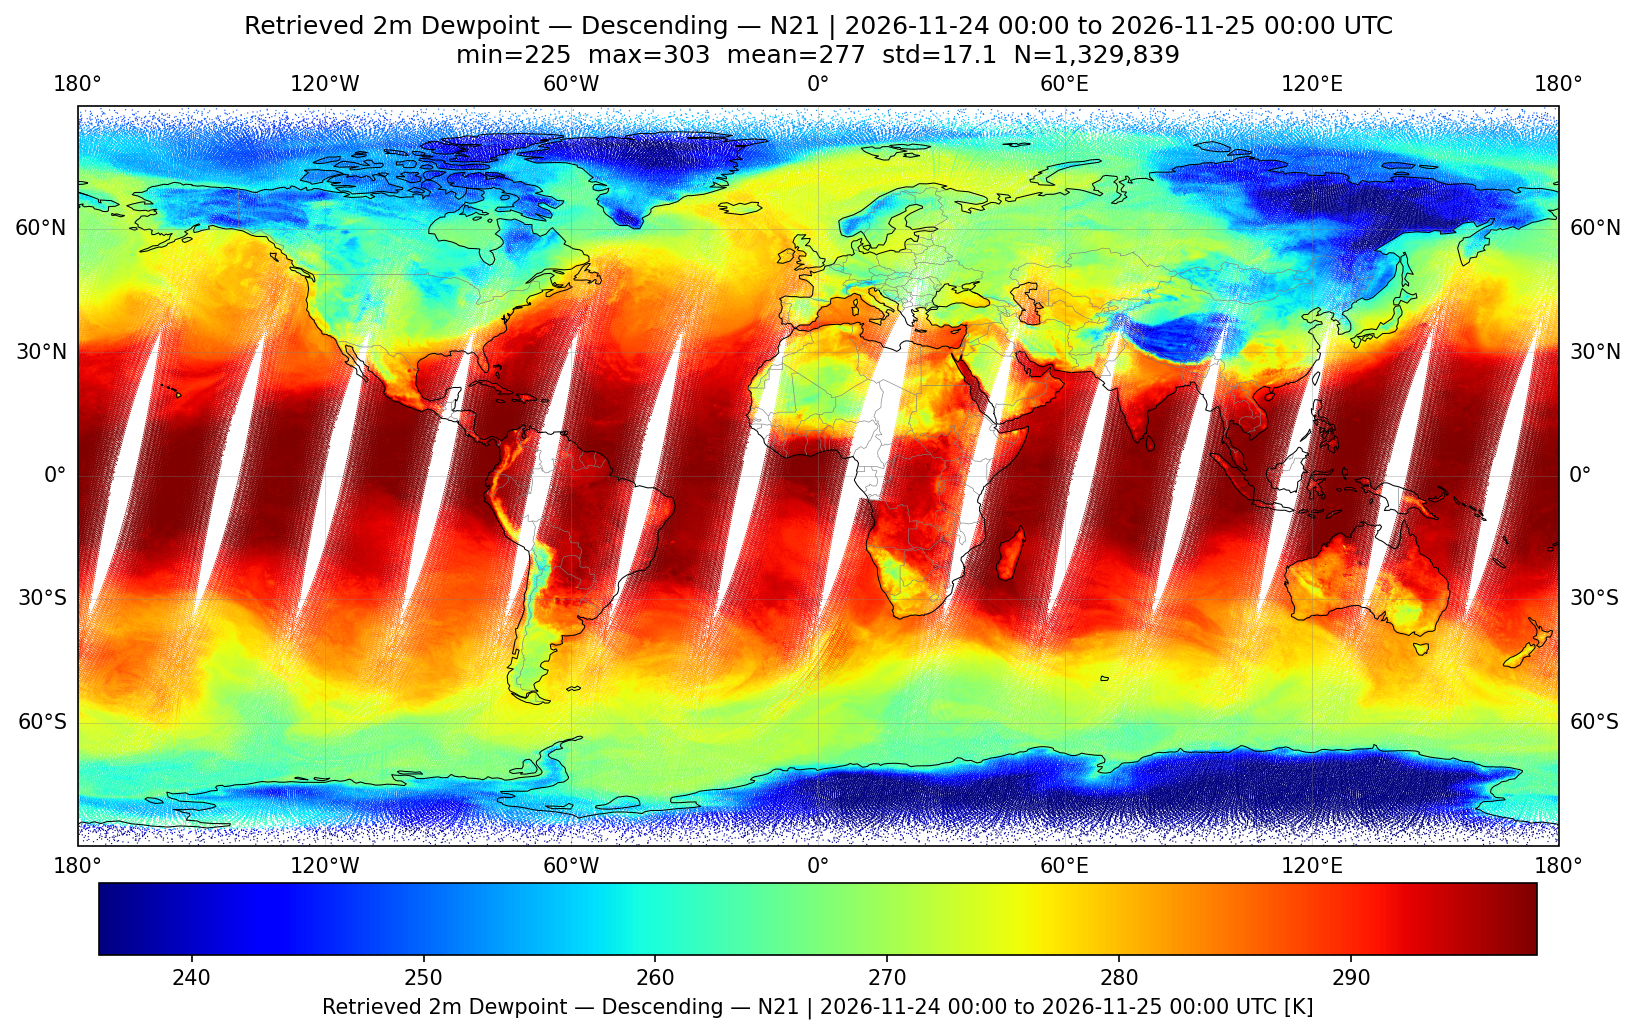 Retrieved 2m Dewpoint — Descending — N21 | 2026-11-24 00:00 to 2026-11-25 00:00 UTC
min=225  max=303  mean=277  std=17.1  N=1,329,839
180° 120°W 60°W 0° 60°E 120°E 180°
60°N 60°N
30°N 30°N
0° 0°
30°S 30°S
60°S 60°S
180° 120°W 60°W 0° 60°E 120°E 180°
240 250 260 270 280 290
Retrieved 2m Dewpoint — Descending — N21 | 2026-11-24 00:00 to 2026-11-25 00:00 UTC [K]